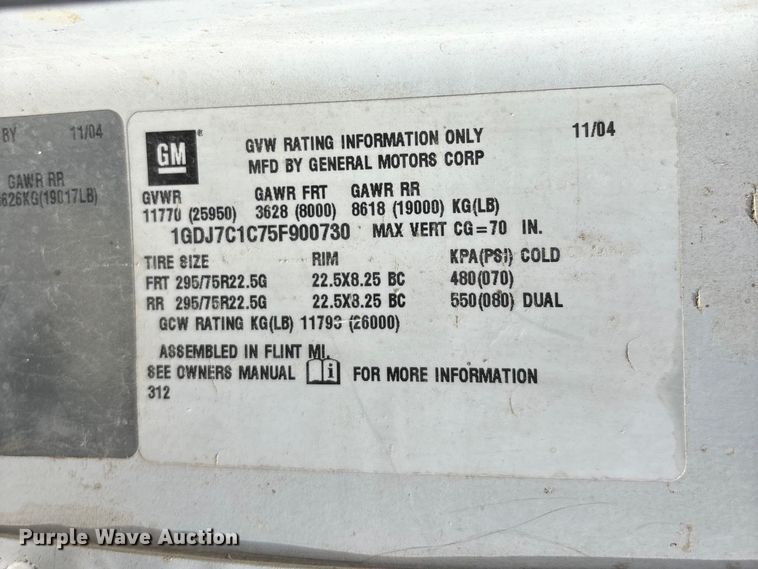 BY 11/04
GAWR RR
626KG(19017LB)
GM ®
GVW RATING INFORMATION ONLY 11/04
MFD BY GENERAL MOTORS CORP
GVWR GAWR FRT GAWR RR
11770 (25950) 3628 (8000) 8618 (19000) KG(LB)
1GDJ7C1C75F900730 MAX VERT CG=70 IN.
TIRE SIZE RIM KPA(PSI) COLD
FRT 295/75R22.5G 22.5X8.25 BC 480(070)
RR 295/75R22.5G 22.5X8.25 BC 550(080) DUAL
GCW RATING KG(LB) 11793 (26000)
ASSEMBLED IN FLINT MI.
SEE OWNERS MANUAL i FOR MORE INFORMATION
312
Purple Wave Auction